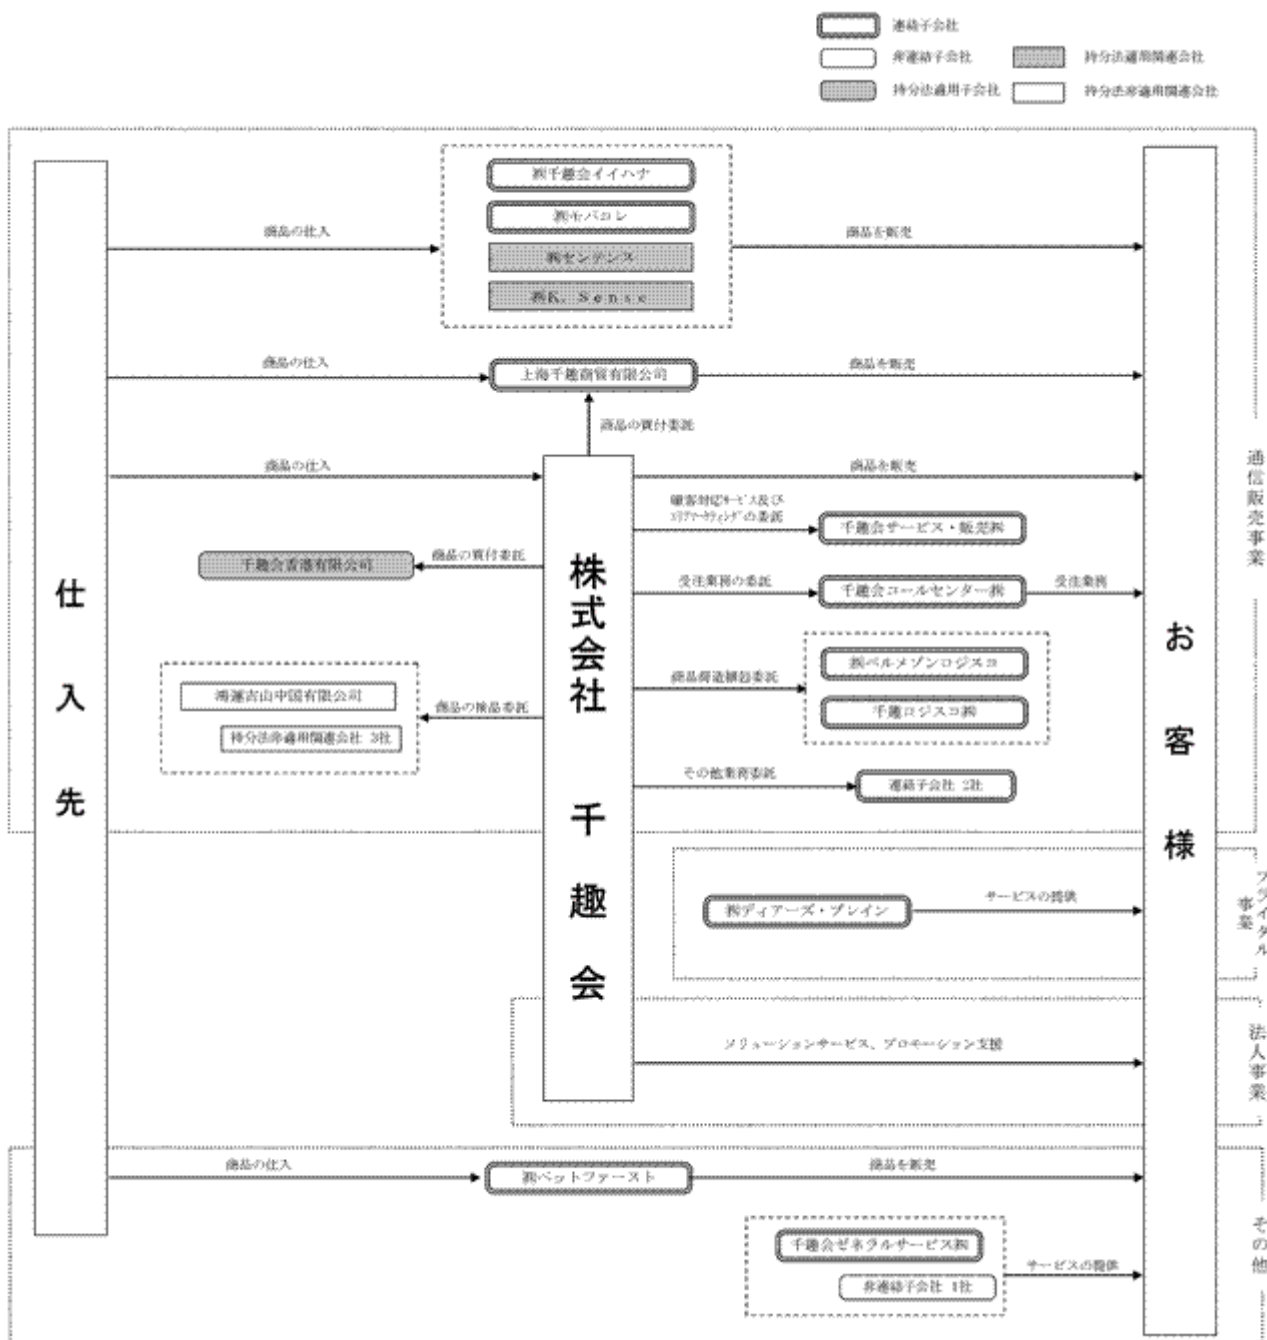 連結子会社
非連結子会社
持分法適用関連会社
持分法適用子会社
持分法非適用関連会社
㈱千趣会イイハナ
㈱モバコレ
㈱センテンス
㈱K．Sense
商品の仕入
商品を販売
商品の仕入
上海千趣商貿有限公司
商品を販売
商品の買付委託
商品の仕入
商品を販売
顧客対応ｻｰﾋﾞｽ及び
ｴﾘｱﾏｰｹﾃｨﾝｸﾞの委託
千趣会サービス・販売㈱
商品の買付委託
千趣会香港有限公司
受注業務の委託
千趣会コールセンター㈱
受注業務
商品荷造梱包委託
㈱ベルメゾンロジスコ
千趣ロジスコ㈱
商品の検品委託
鴻運吉山中国有限公司
持分法非適用関連会社 3社
その他業務委託
連結子会社 2社
仕入先
株式会社 千趣会
お客様
通信販売事業
㈱ディアーズ・ブレイン
サービスの提供
ブライダル
事業
ソリューションサービス、プロモーション支援
法人事業
商品の仕入
㈱ペットファースト
商品を販売
千趣会ゼネラルサービス㈱
非連結子会社 1社
サービスの提供
その他